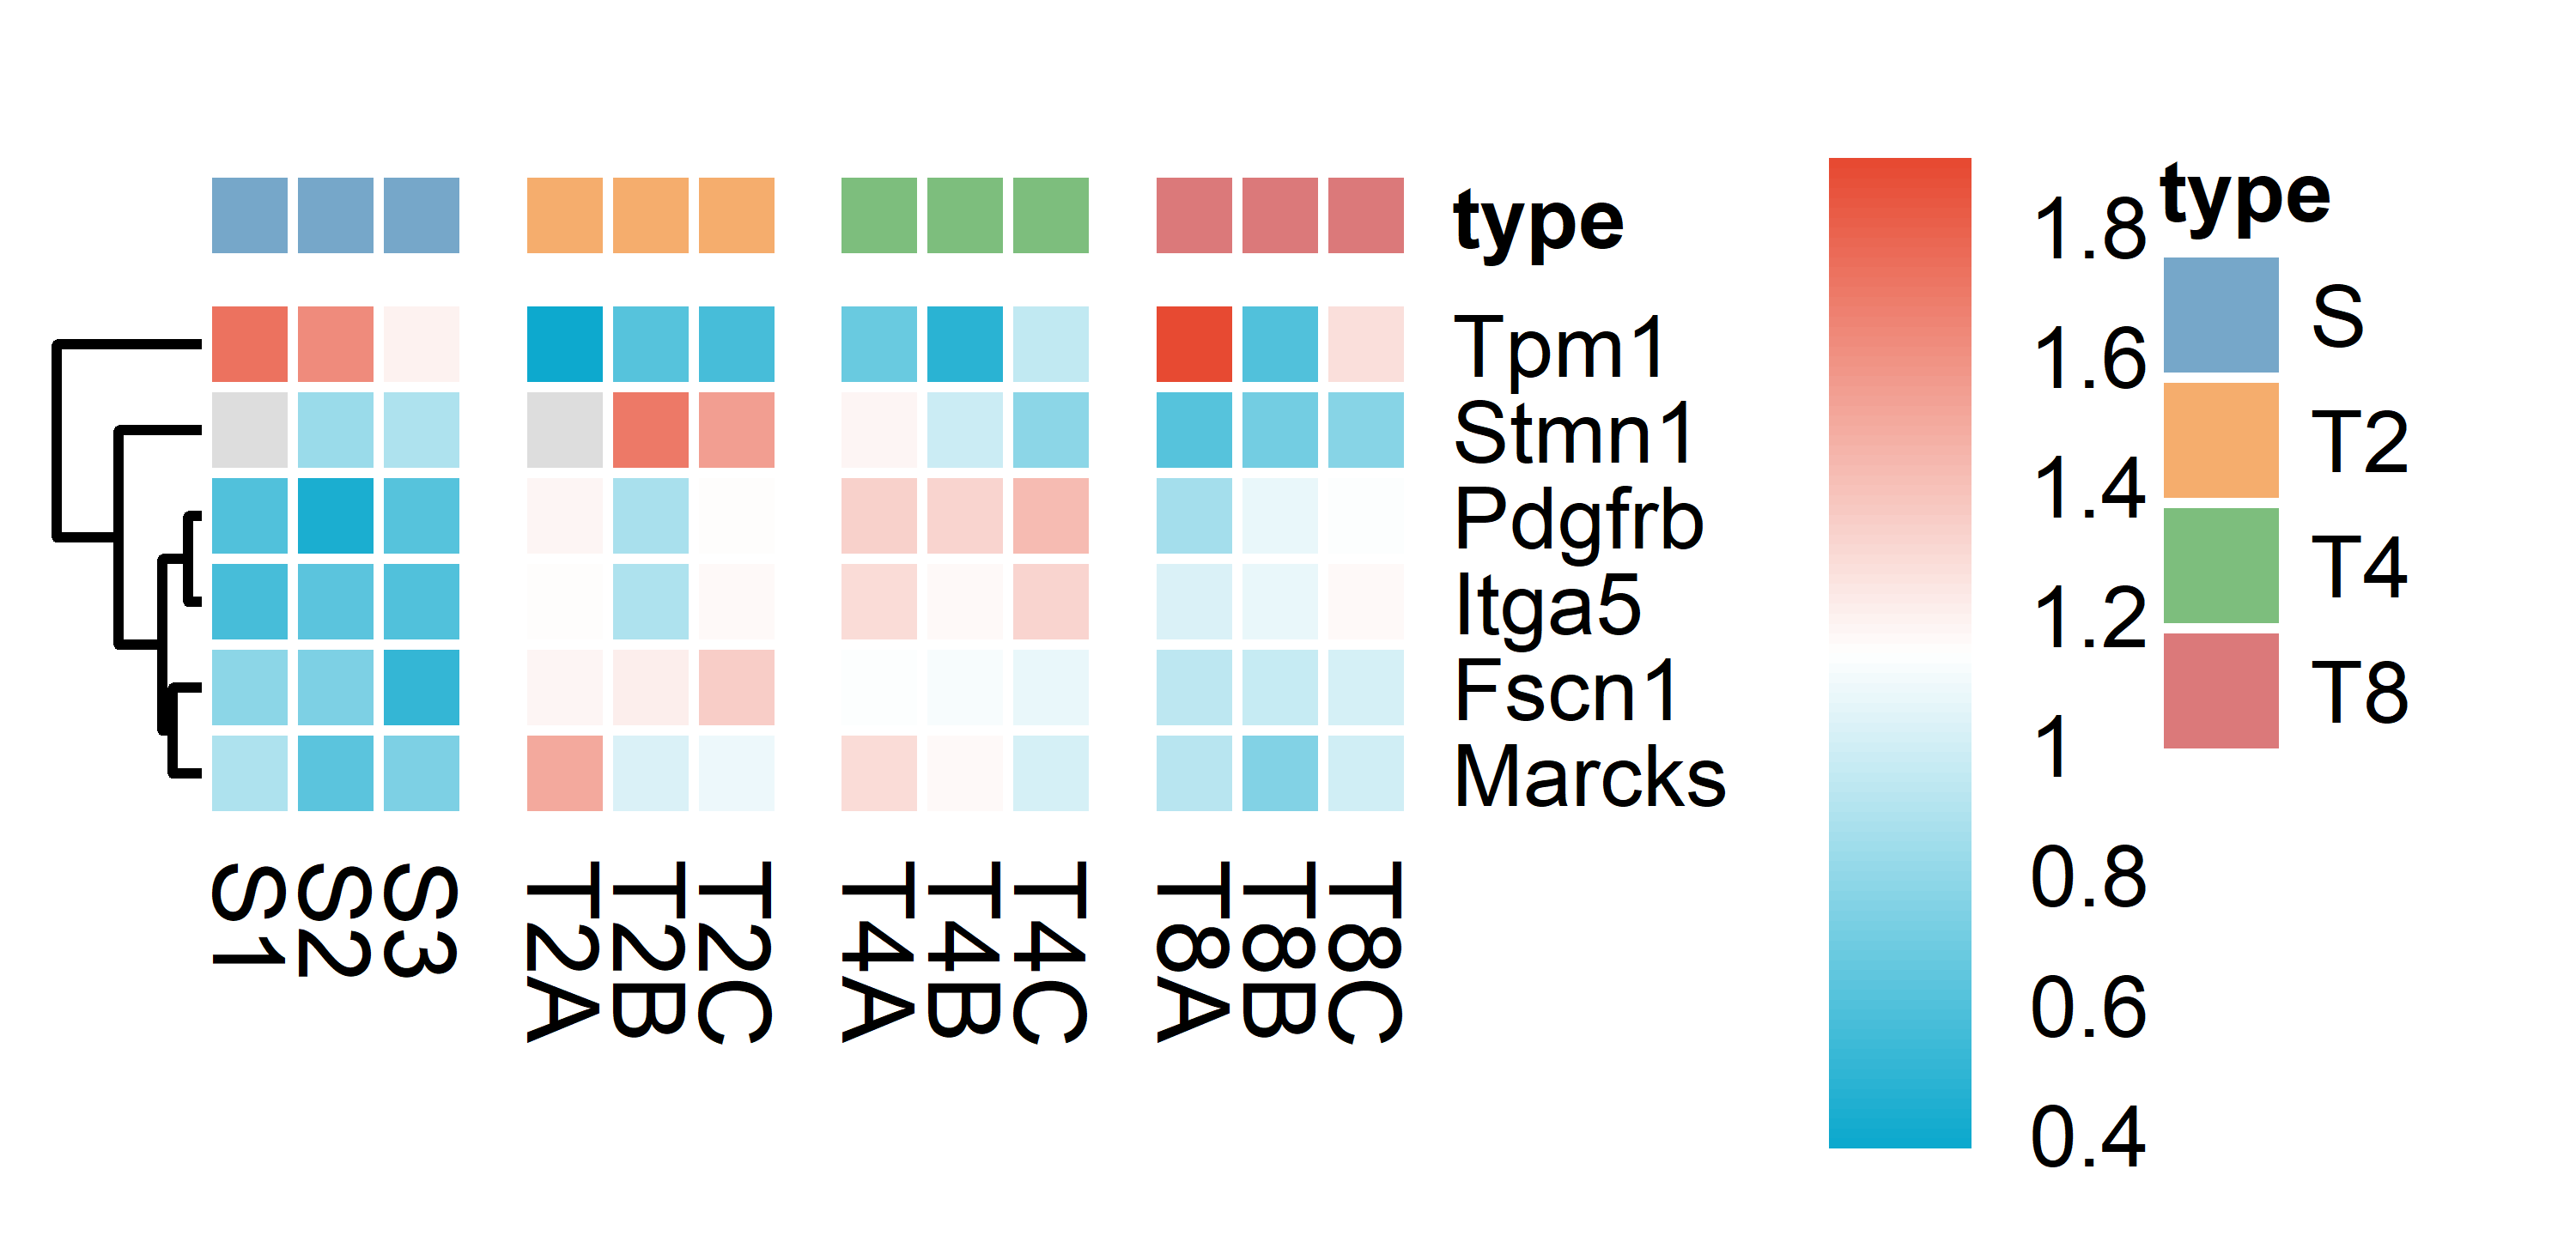 type
Tpm1
Stmn1
Pdgfrb
Itga5
Fscn1
Marcks
S1
S2
S3
T2A
T2B
T2C
T4A
T4B
T4C
T8A
T8B
T8C
1.8
1.6
1.4
1.2
1
0.8
0.6
0.4
type
S
T2
T4
T8